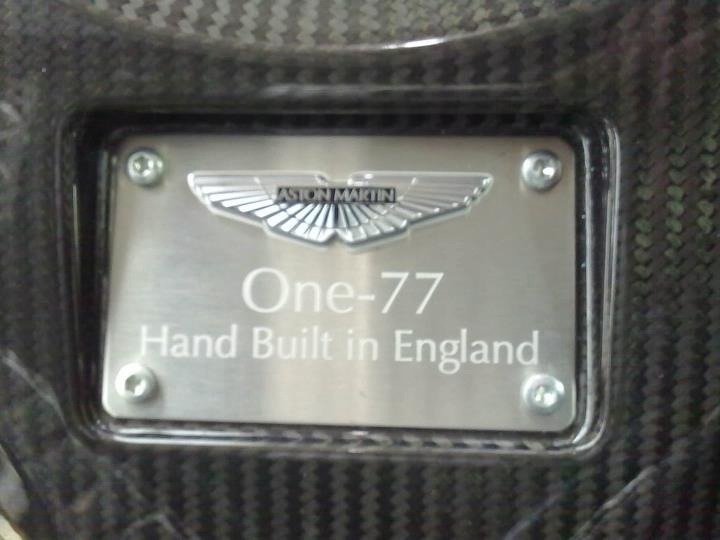 ASTON MARTIN
One-77
Hand Built in England